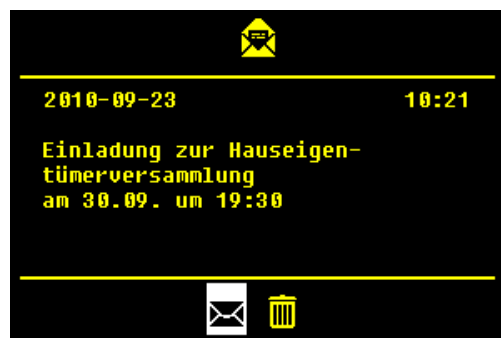 2010-09-23 10:21
Einladung zur Hauseigen-
tümerversammlung
am 30.09. um 19:30